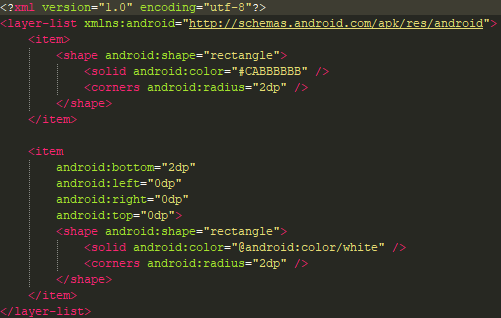 <?xml version="1.0" encoding="utf-8"?>
<layer-list xmlns:android="http://schemas.android.com/apk/res/android">
    <item>
        <shape android:shape="rectangle">
            <solid android:color="#CABBBBBB" />
            <corners android:radius="2dp" />
        </shape>
    </item>

    <item
        android:bottom="2dp"
        android:left="0dp"
        android:right="0dp"
        android:top="0dp">
        <shape android:shape="rectangle">
            <solid android:color="@android:color/white" />
            <corners android:radius="2dp" />
        </shape>
    </item>
</layer-list>